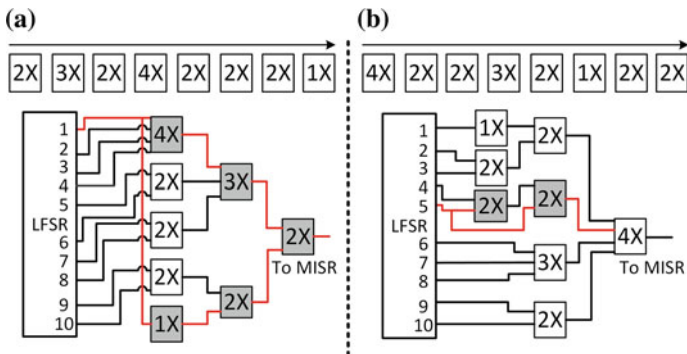 (a)
(b)
2X 3X 2X 4X 2X 2X 2X 1X
4X 2X 2X 3X 2X 1X 2X 2X
1
2
3
4
5
LFSR
6
7
8
9
10
4X
2X
2X
2X
1X
3X
2X
2X
To MISR
1
2
3
4
5
LFSR
6
7
8
9
10
1X
2X
2X
2X
2X
3X
2X
4X
To MISR